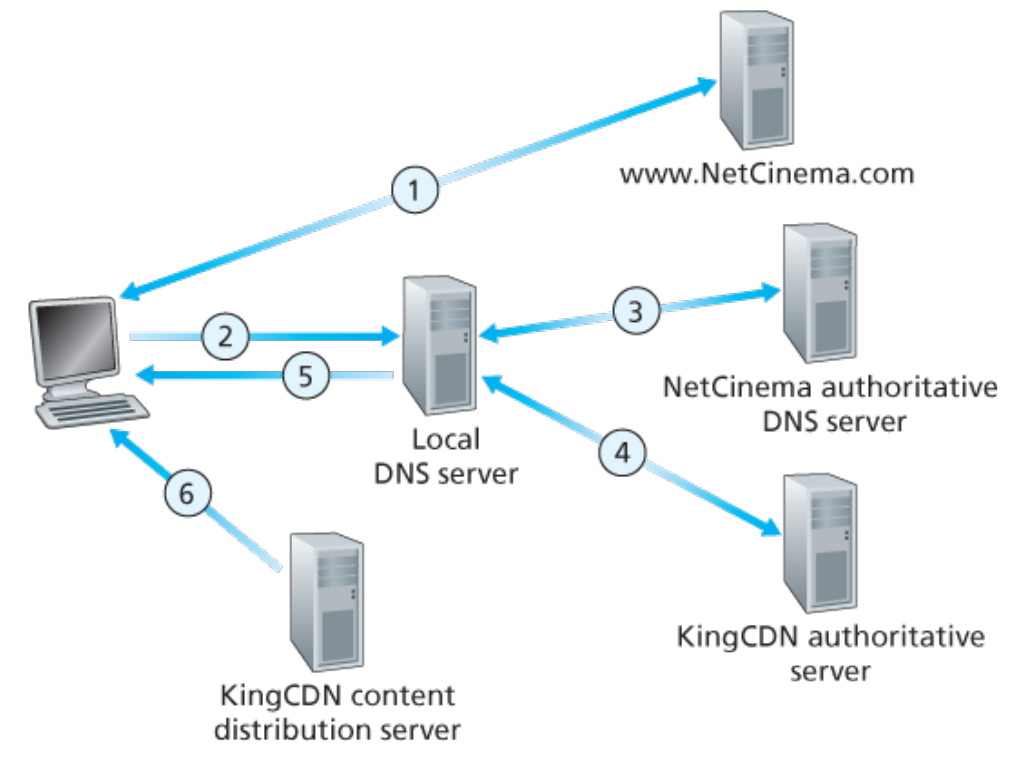 www.NetCinema.com
1
2
3
5
NetCinema authoritative
DNS server
Local
DNS server
4
6
KingCDN authoritative
server
KingCDN content
distribution server